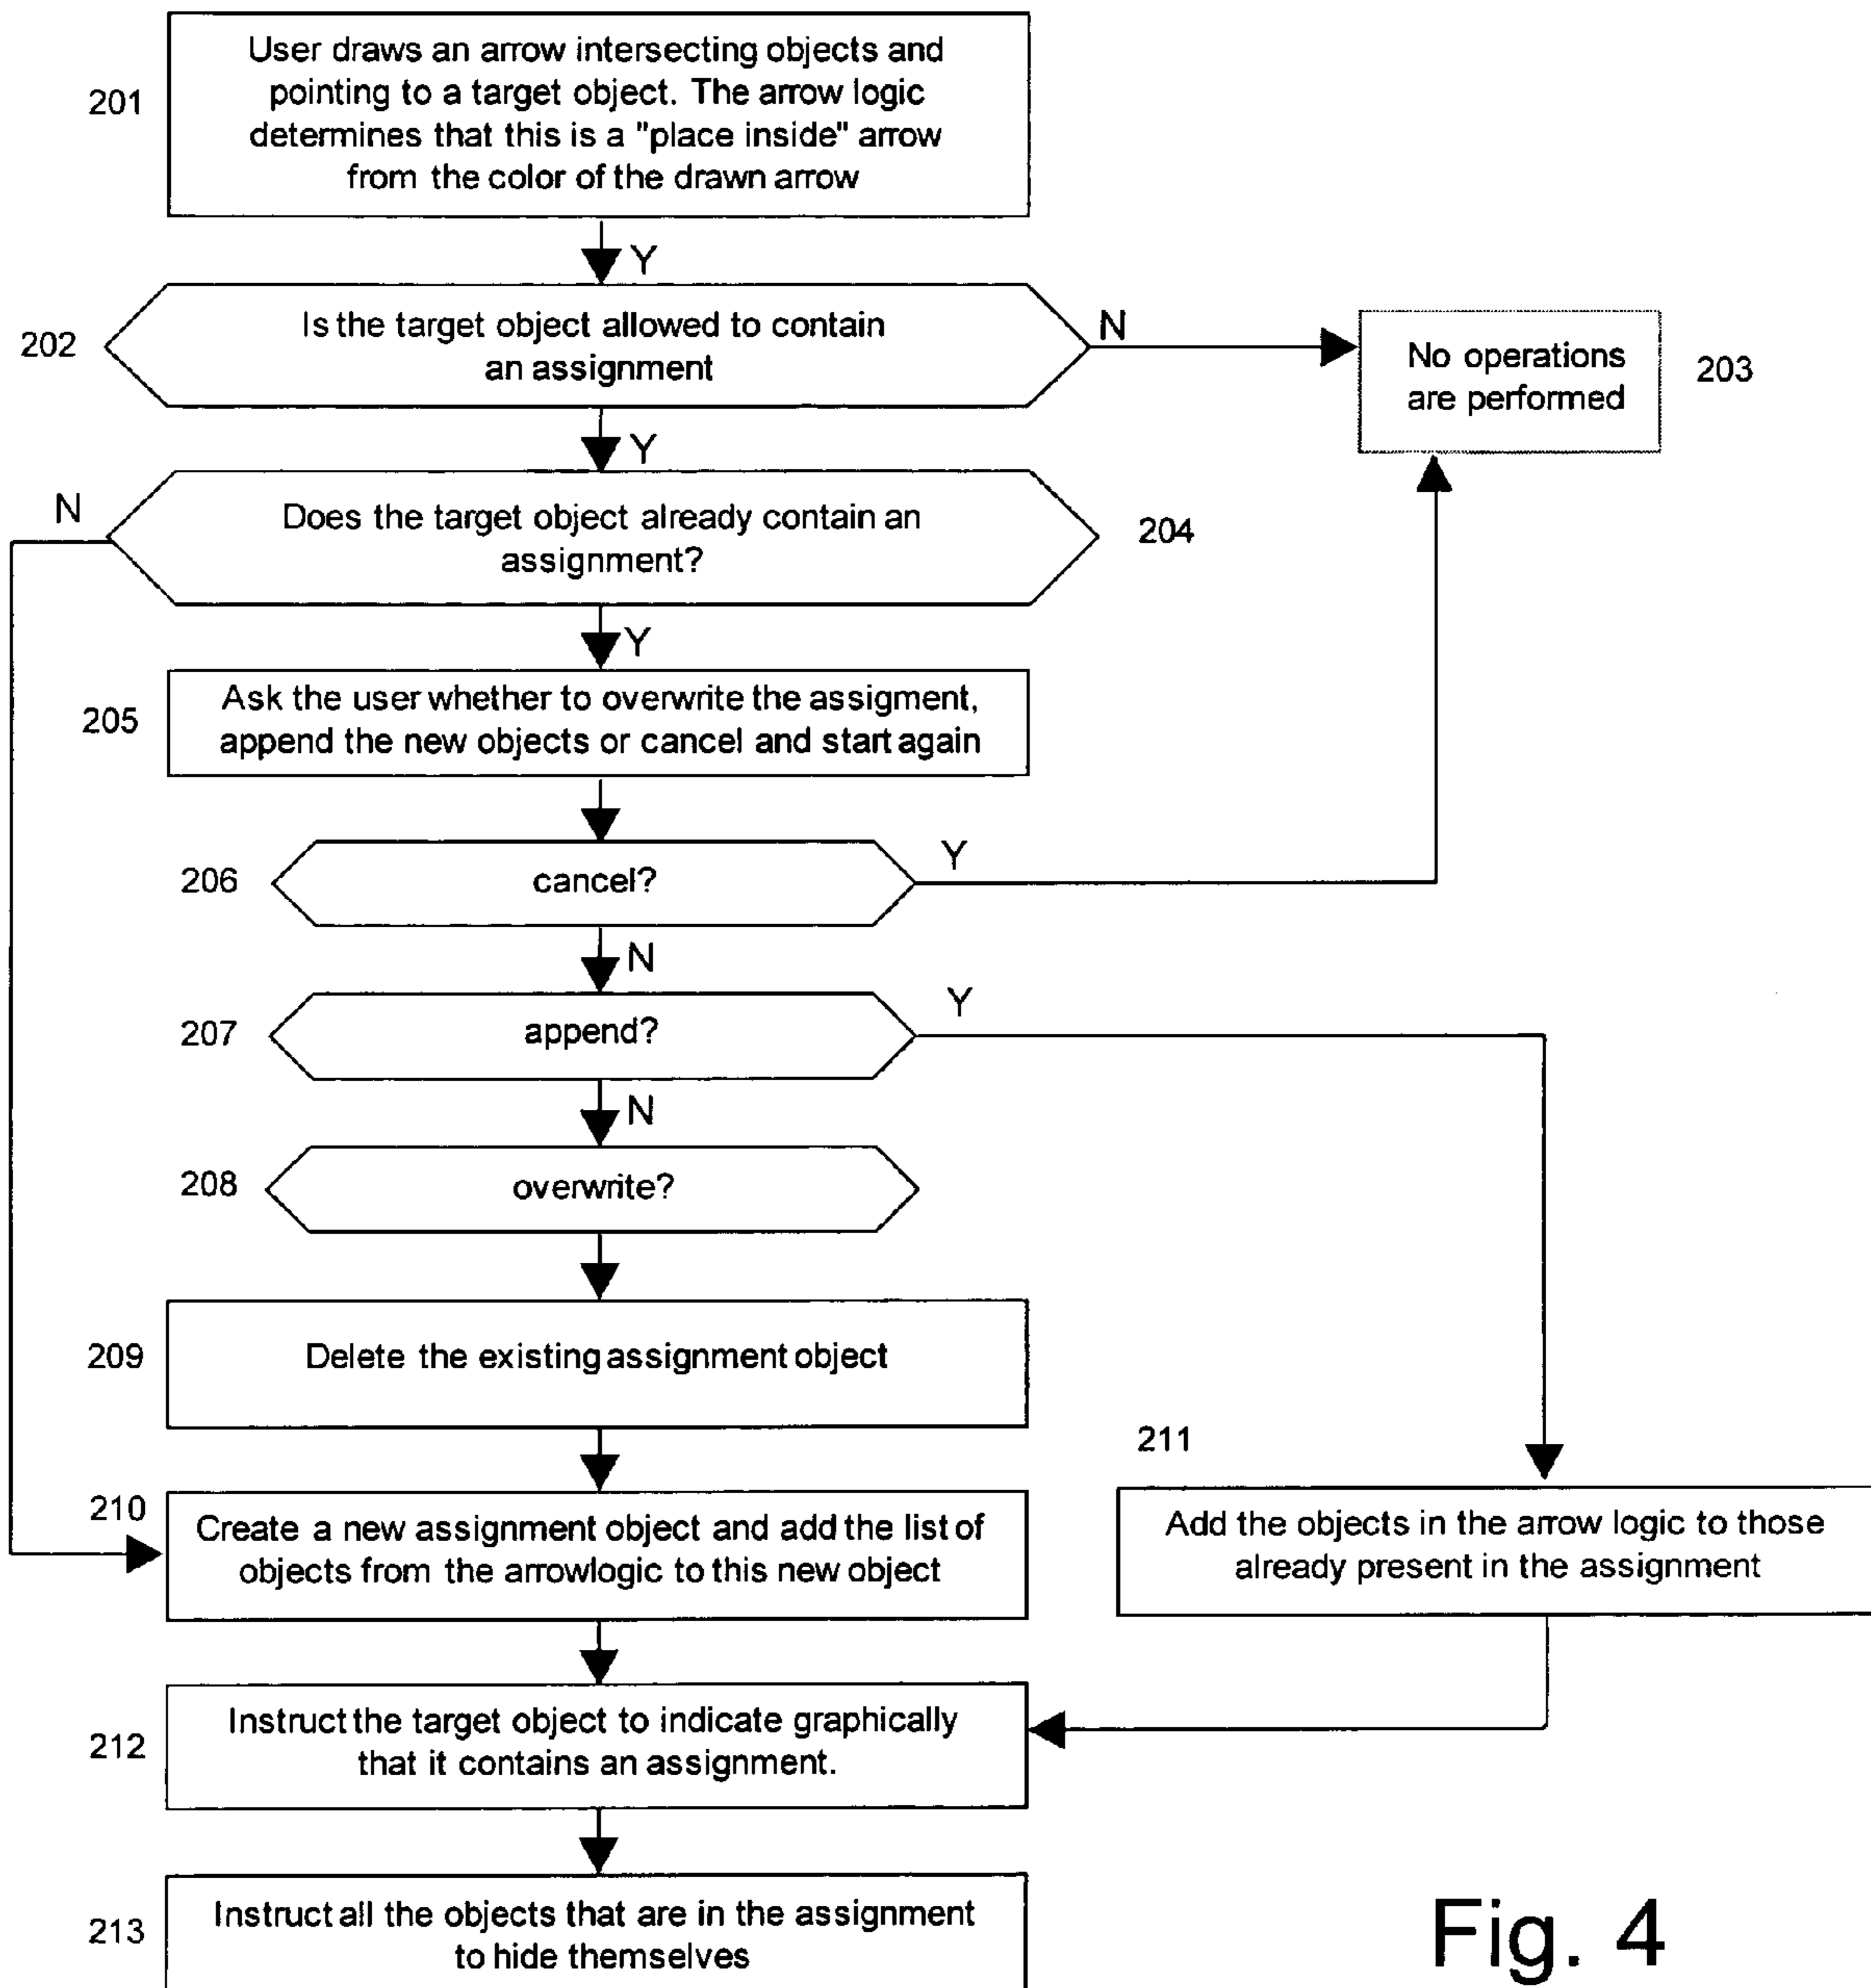 User draws an arrow intersecting objects and
pointing to a target object. The arrow logic
determines that this is a "place inside" arrow
from the color of the drawn arrow
201
Y
Is the target object allowed to contain
an assignment
202
N
No operations
are performed
203
Y
N
Does the target object already contain an
assignment?
204
Y
Ask the user whether to overwrite the assigment,
append the new objects or cancel and start again
205
206
cancel?
Y
N
207
append?
Y
N
208
overwrite?
209
Delete the existing assignment object
210
Create a new assignment object and add the list of
objects from the arrowlogic to this new object
211
Add the objects in the arrow logic to those
already present in the assignment
212
Instruct the target object to indicate graphically
that it contains an assignment.
213
Instruct all the objects that are in the assignment
to hide themselves
Fig. 4